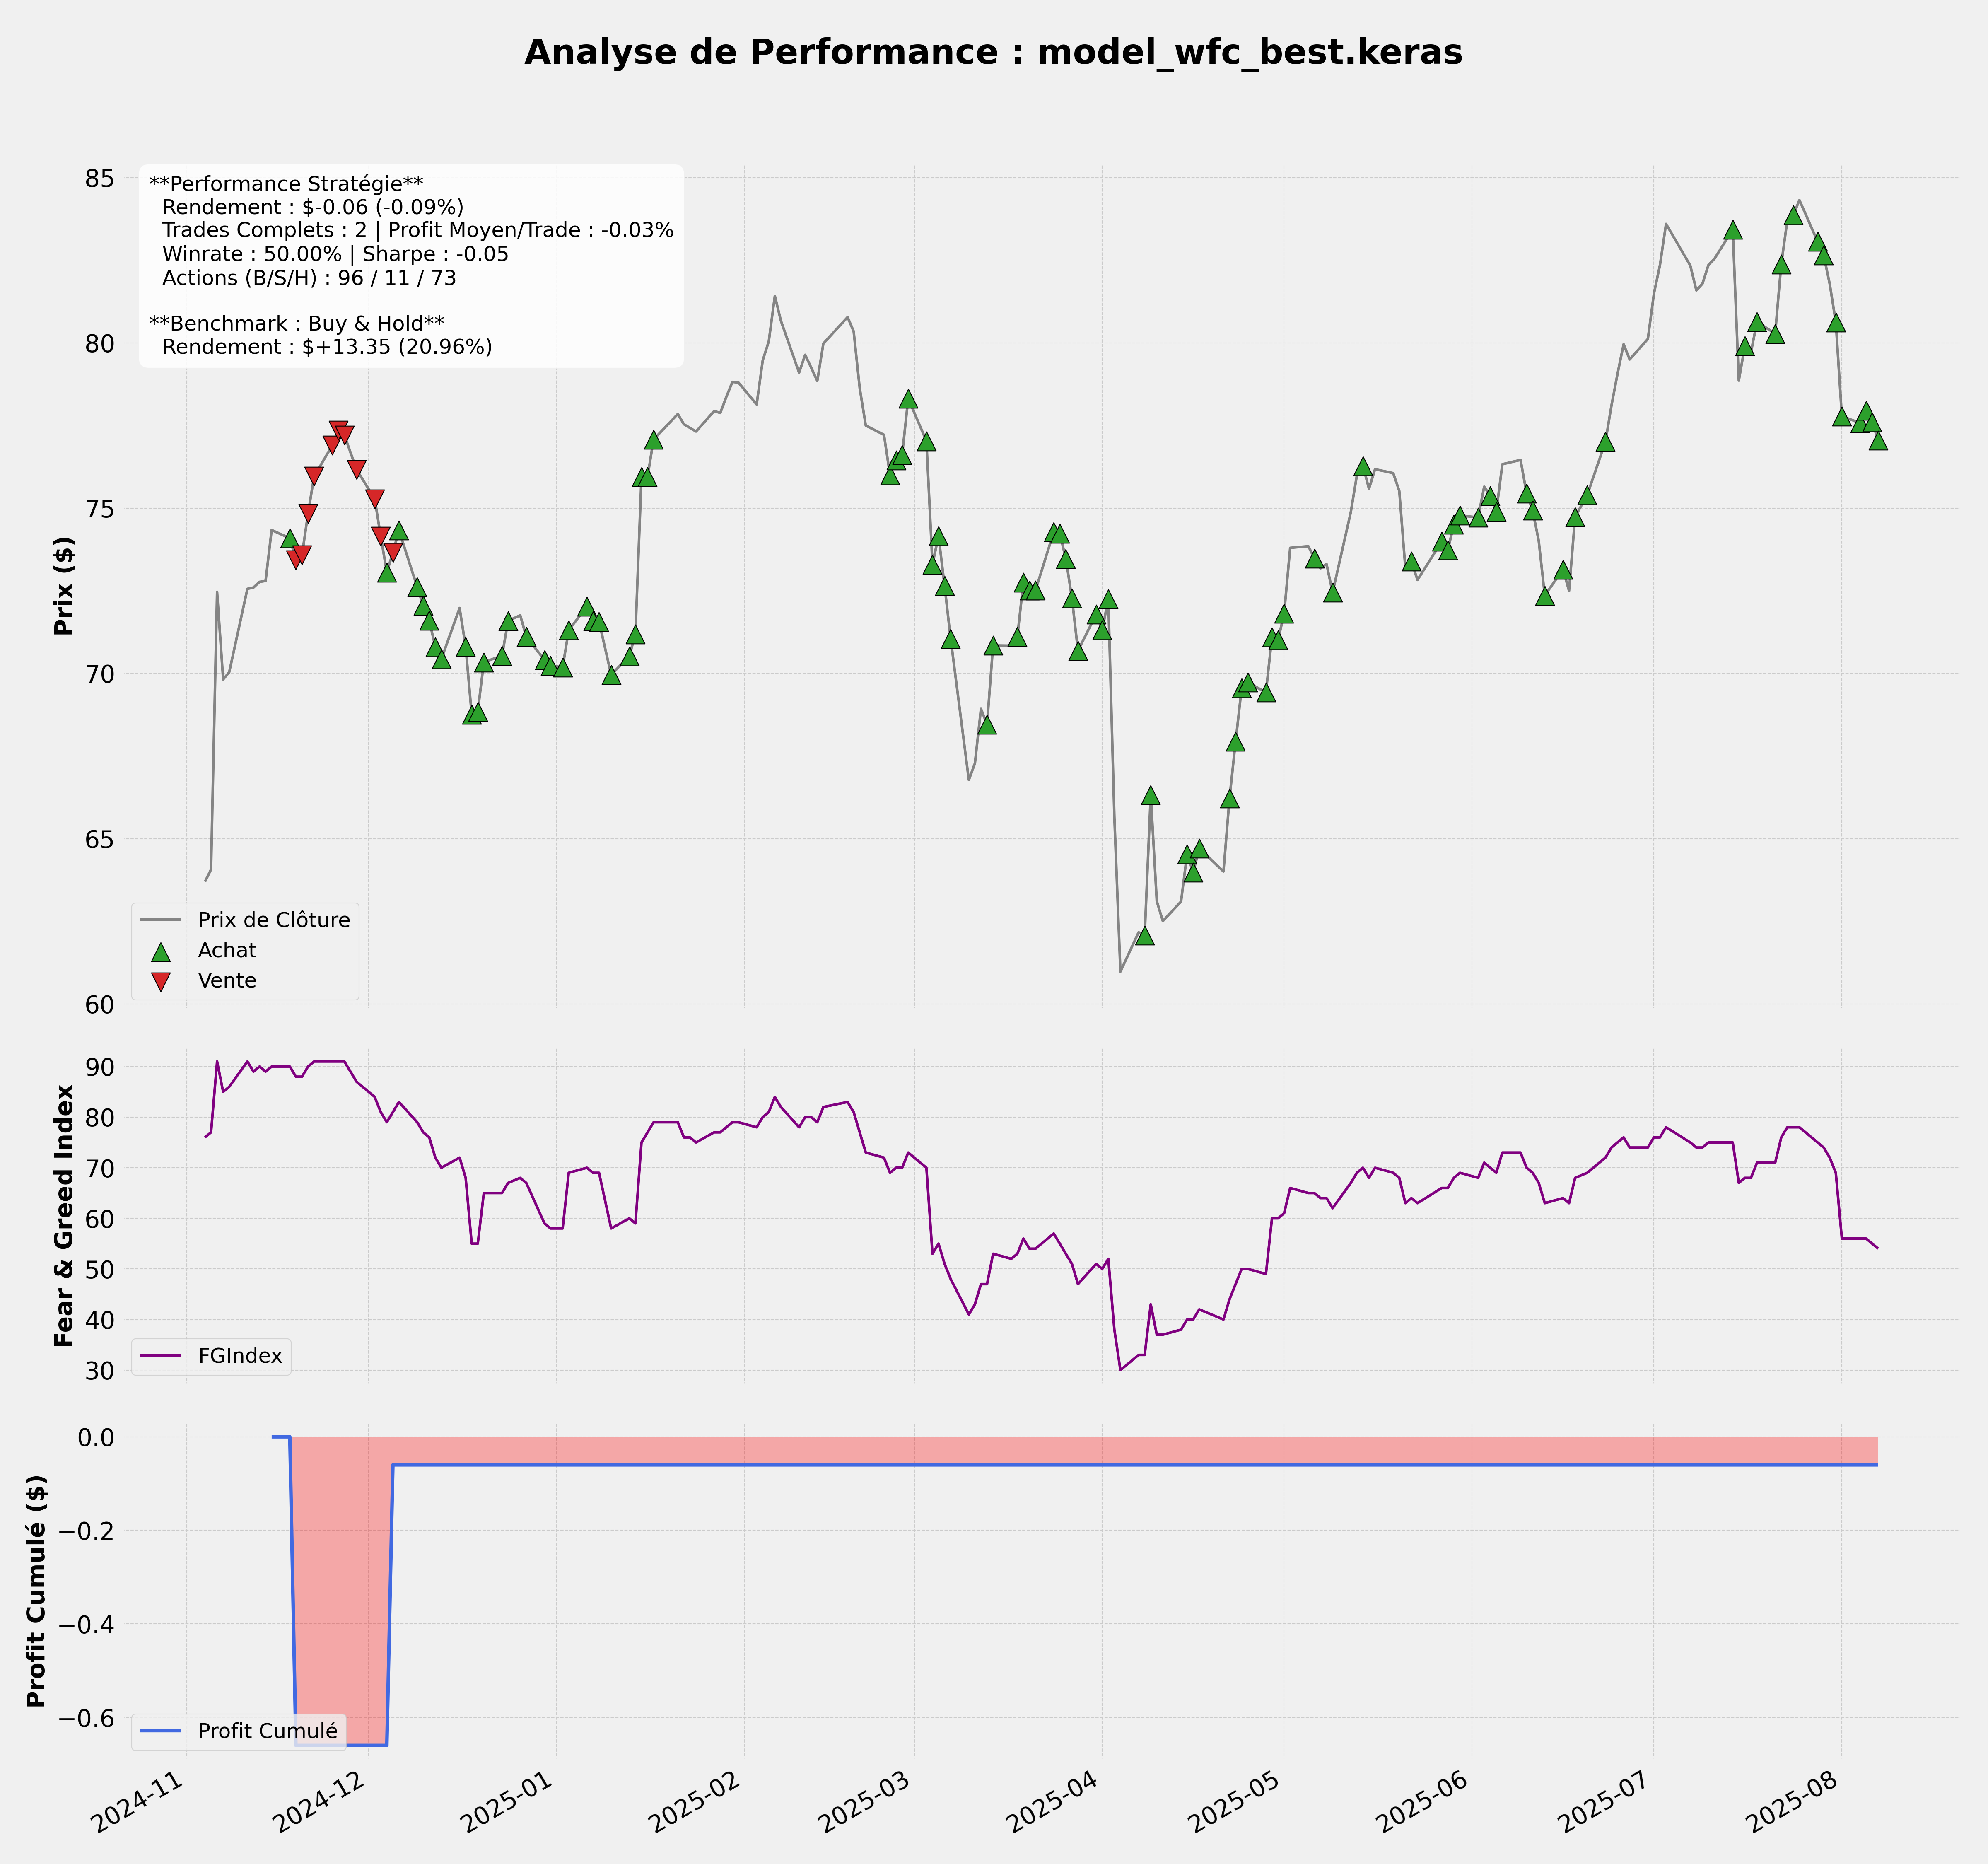 Analyse de Performance : model_wfc_best.keras
**Performance Stratégie**
Rendement : $-0.06 (-0.09%)
Trades Complets : 2 | Profit Moyen/Trade : -0.03%
Winrate : 50.00% | Sharpe : -0.05
Actions (B/S/H) : 96 / 11 / 73
**Benchmark : Buy & Hold**
Rendement : $+13.35 (20.96%)
Prix ($)
85
80
75
70
65
60
Prix de Clôture
Achat
Vente
Fear & Greed Index
90
80
70
60
50
40
30
FGIndex
Profit Cumulé ($)
0.0
−0.2
−0.4
−0.6
Profit Cumulé
2024-11
2024-12
2025-01
2025-02
2025-03
2025-04
2025-05
2025-06
2025-07
2025-08